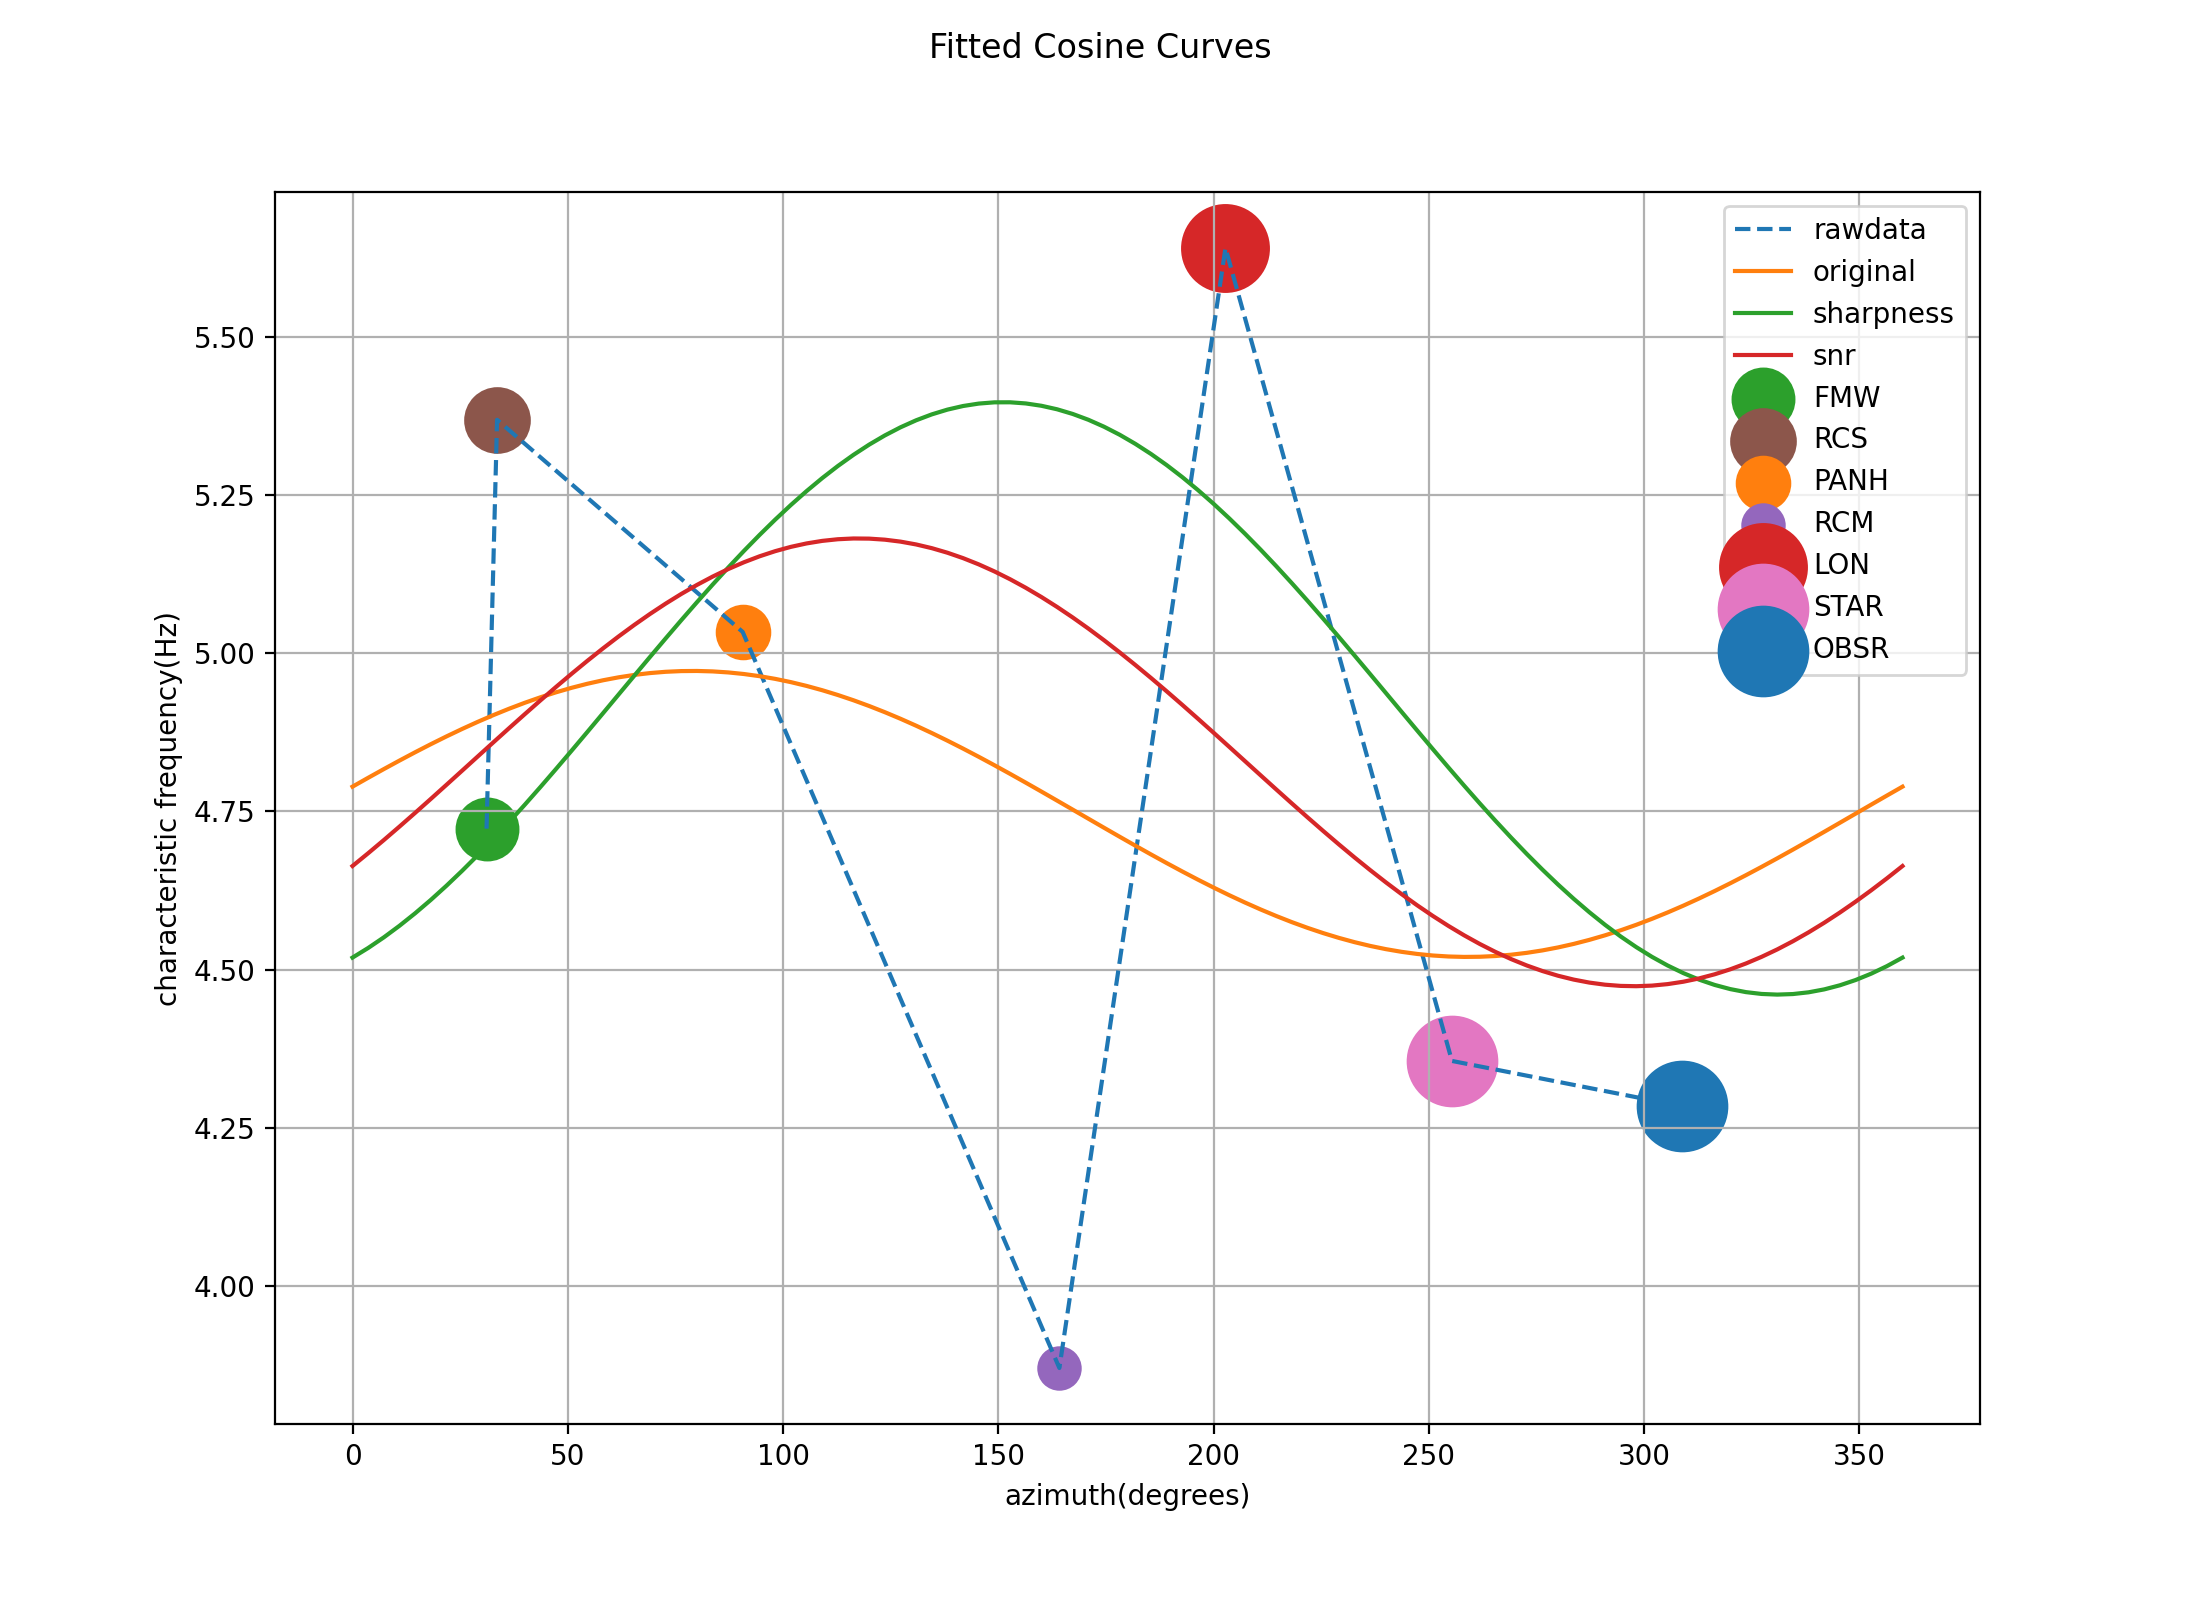 Fitted Cosine Curves
rawdata
original
sharpness
snr
FMW
RCS
PANH
RCM
LON
STAR
OBSR
characteristic frequency(Hz)
5.50
5.25
5.00
4.75
4.50
4.25
4.00
0 50 100 150 200 250 300 350
azimuth(degrees)